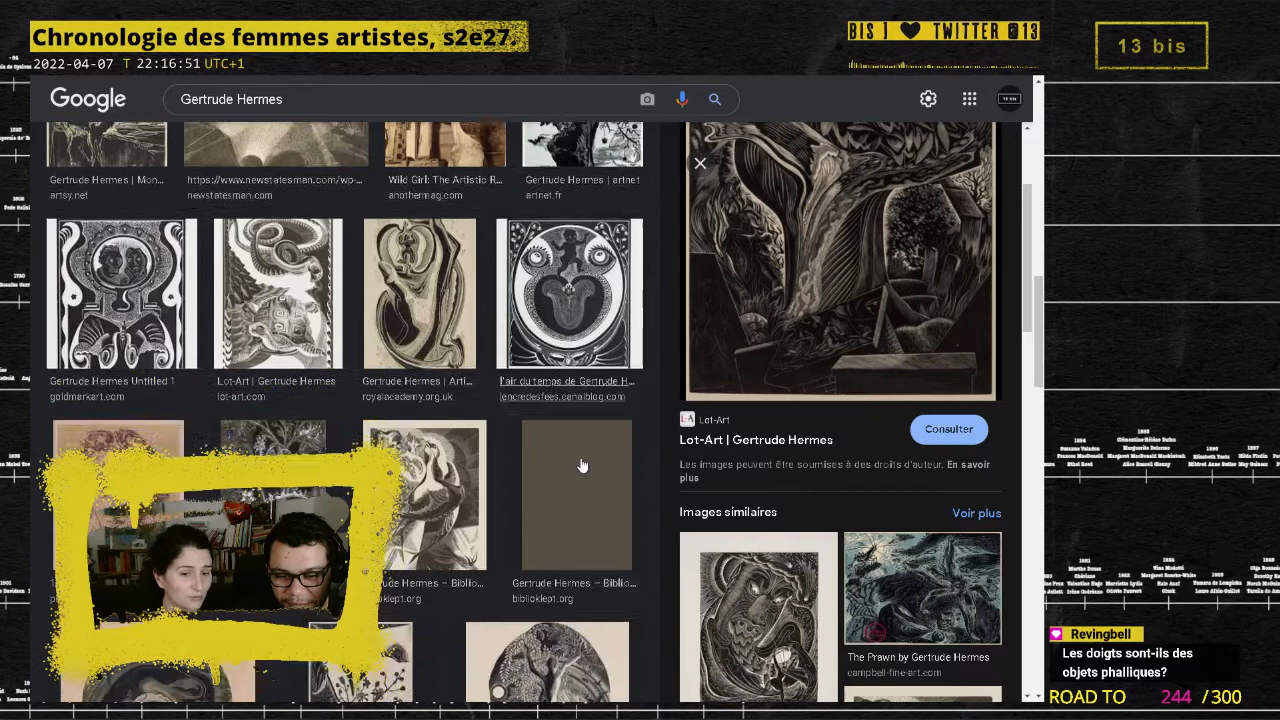 Chronologie des femmes artistes, s2e27.
2022-04-07 T 22:16:51 UTC+1
BIS ] ♥ TWITTER @13
13 bis
Google
Gertrude Hermes
Gertrude Hermes | Mon...
artsy.net
https://www.newstatesman.com/wp-...
newstatesman.com
Wild Girl: The Artistic R...
anothermag.com
Gertrude Hermes | artnet
artnet.fr
Gertrude Hermes Untitled 1
goldmarkart.com
Lot-Art | Gertrude Hermes
lot-art.com
Gertrude Hermes | Arti...
royalacademy.org.uk
l'air du temps de Gertrude H...
lencredesfees.canalblog.com
Hermes – Biblio...
biblioklept.org
Gertrude Hermes – Biblio...
biblioklept.org
Lot-Art
Lot-Art | Gertrude Hermes
Consulter
Les images peuvent être soumises à des droits d'auteur. En savoir
plus
Images similaires
Voir plus
The Prawn by Gertrude Hermes
campbell-fine-art.com
Revingbell
Les doigts sont-ils des
objets phalliques?
ROAD TO 244 / 300